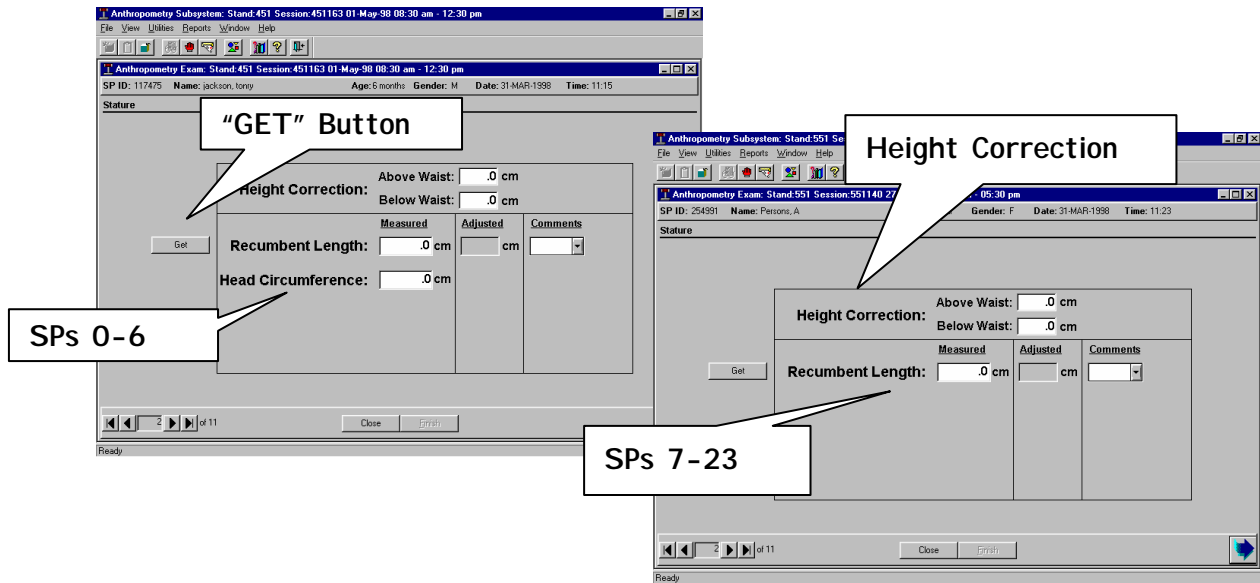 Anthropometry Subsystem: Stand:451 Session:451163 01-May-98 08:30 am - 12:30 pm
File View Utilities Reports Window Help
Anthropometry Exam: Stand:451 Session:451163 01-May-98 08:30 am - 12:30 pm
SP ID: 117475 Name: jackson, tonry Age: 6 months Gender: M Date: 31-MAR-1998 Time: 11:15
Stature
"GET" Button
Height Correction:
Above Waist: .0 cm
Below Waist: .0 cm
Measured Adjusted Comments
Get
Recumbent Length: .0 cm cm
Head Circumference: .0 cm
SPs 0-6
2 of 11
Close Finish
Ready
Anthropometry Subsystem: Stand:551
File View Utilities Reports Window Help
Height Correction
Anthropometry Exam: Stand:551 Session:551140 - 05:30 pm
SP ID: 254991 Name: Persons, A Gender: F Date: 31-MAR-1998 Time: 11:23
Stature
Height Correction:
Above Waist: .0 cm
Below Waist: .0 cm
Measured Adjusted Comments
Get
Recumbent Length: .0 cm cm
SPs 7-23
2 of 11
Close Finish
Ready